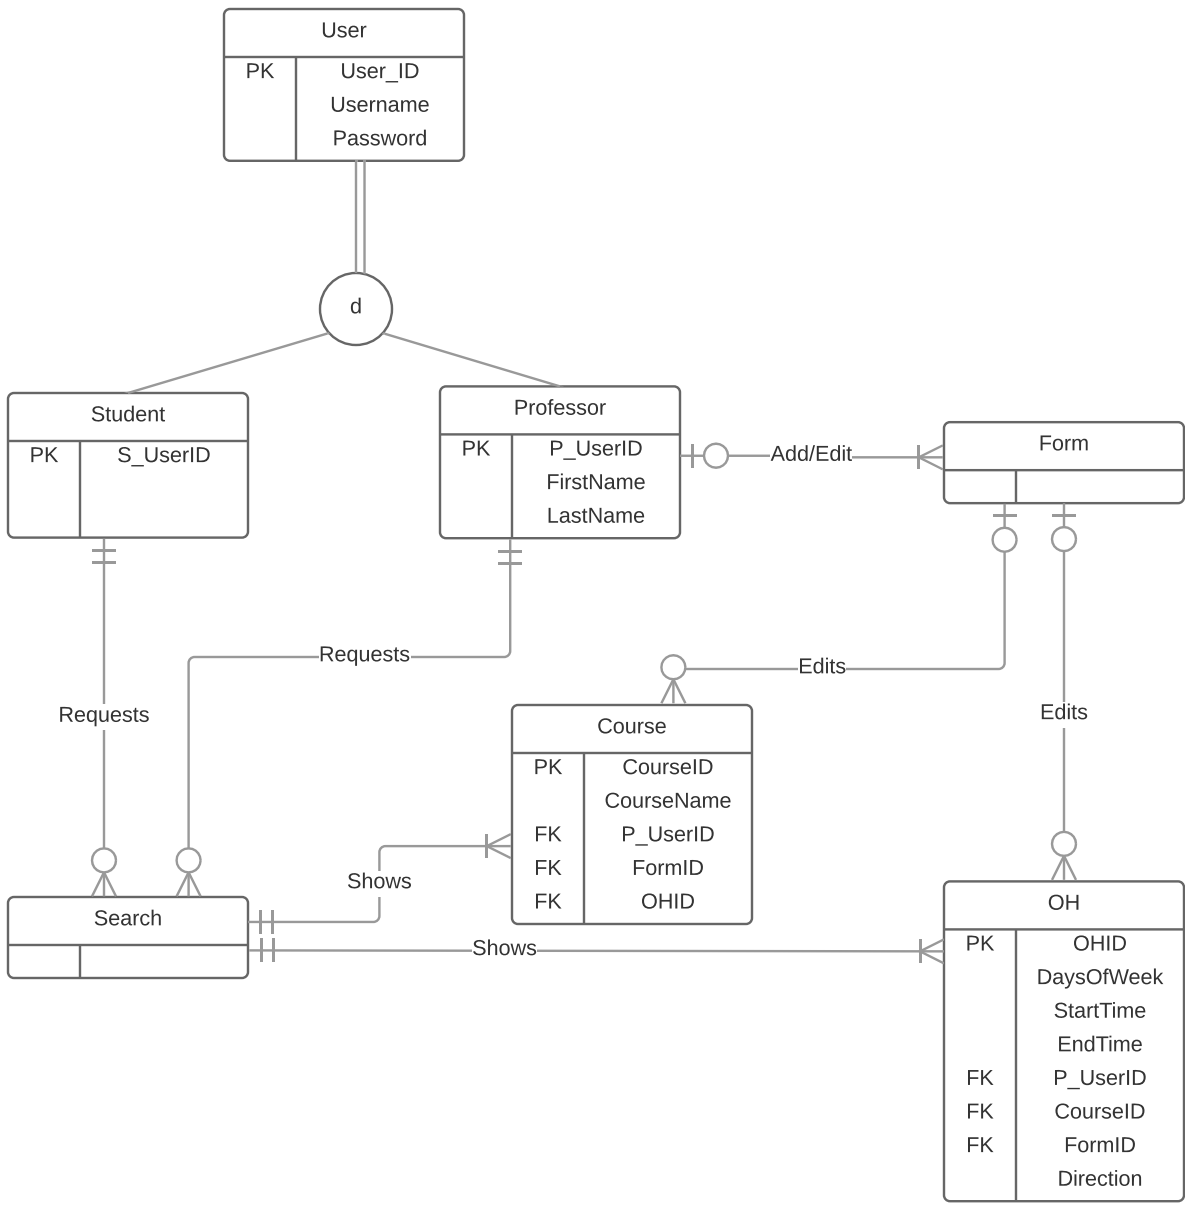 User
PK User_ID
Username
Password
d
Student
PK S_UserID
Professor
PK P_UserID
FirstName
LastName
Add/Edit
Form
Requests
Requests
Edits
Edits
Course
PK CourseID
CourseName
FK P_UserID
FK FormID
FK OHID
Shows
Search
Shows
OH
PK OHID
DaysOfWeek
StartTime
EndTime
FK P_UserID
FK CourseID
FK FormID
Direction